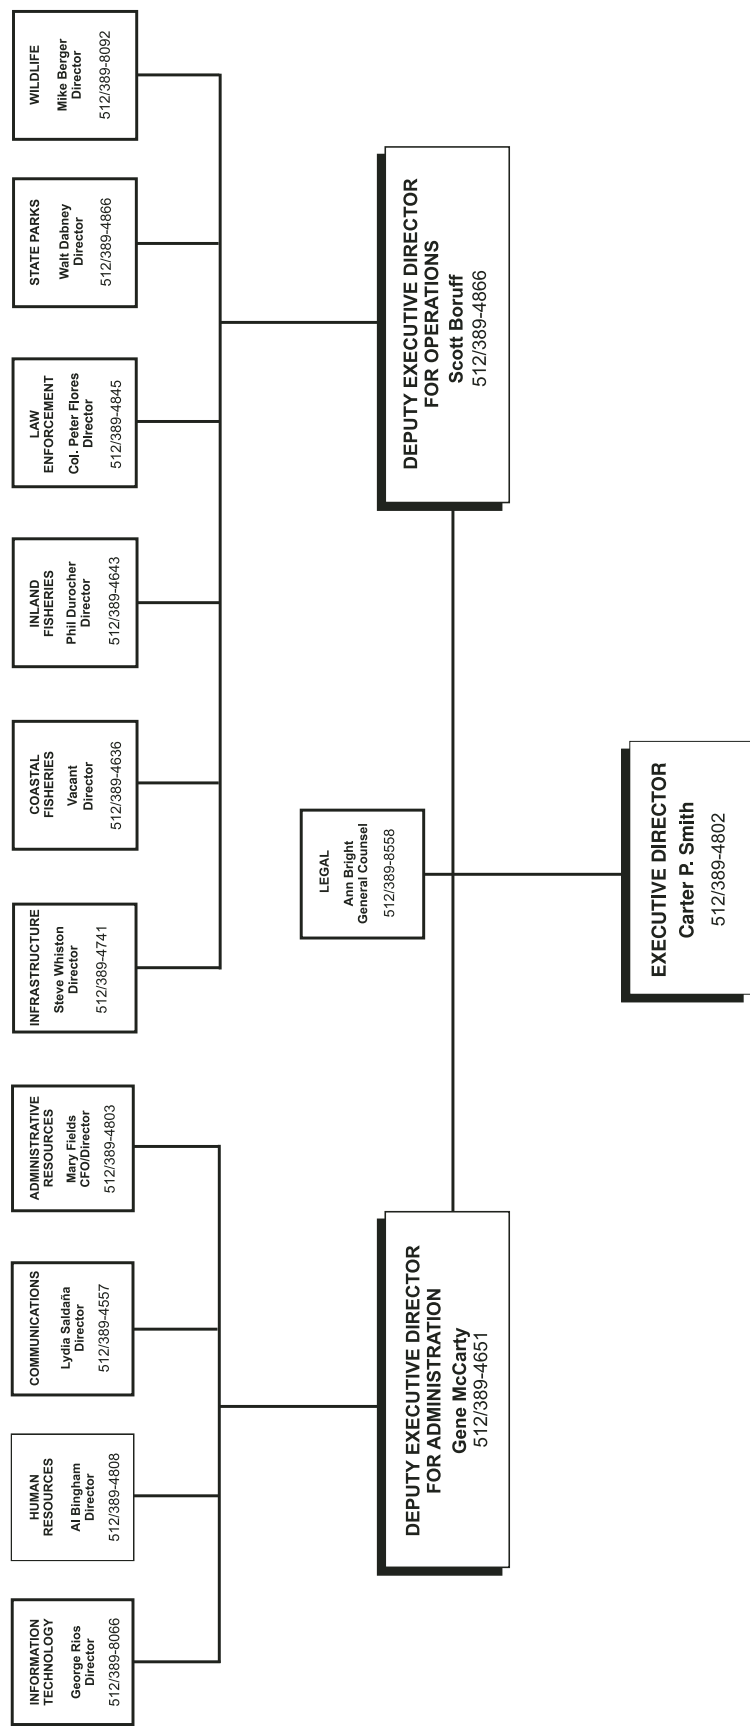 EXECUTIVE DIRECTOR
Carter P. Smith
512/389-4802
LEGAL
Ann Bright
General Counsel
512/389-8558
DEPUTY EXECUTIVE DIRECTOR
FOR ADMINISTRATION
Gene McCarty
512/389-4651
DEPUTY EXECUTIVE DIRECTOR
FOR OPERATIONS
Scott Boruff
512/389-4866
INFORMATION
TECHNOLOGY
George Rios
Director
512/389-8066
HUMAN
RESOURCES
Al Bingham
Director
512/389-4808
COMMUNICATIONS
Lydia Saldaña
Director
512/389-4557
ADMINISTRATIVE
RESOURCES
Mary Fields
CFO/Director
512/389-4803
INFRASTRUCTURE
Steve Whiston
Director
512/389-4741
COASTAL
FISHERIES
Vacant
Director
512/389-4636
INLAND
FISHERIES
Phil Durocher
Director
512/389-4643
LAW
ENFORCEMENT
Col. Peter Flores
Director
512/389-4845
STATE PARKS
Walt Dabney
Director
512/389-4866
WILDLIFE
Mike Berger
Director
512/389-8092